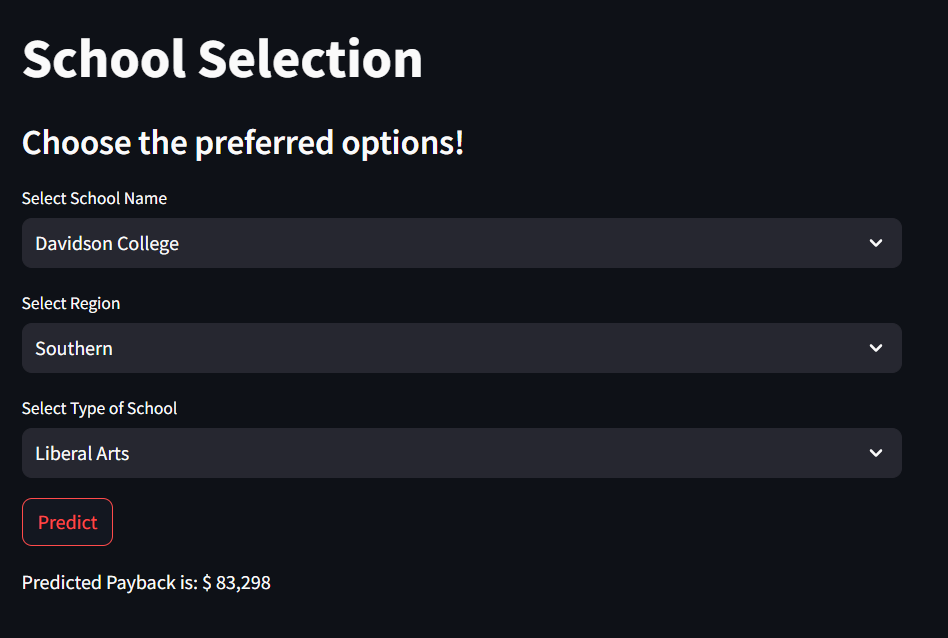 School Selection
Choose the preferred options!
Select School Name
Davidson College
Select Region
Southern
Select Type of School
Liberal Arts
Predict
Predicted Payback is: $ 83,298